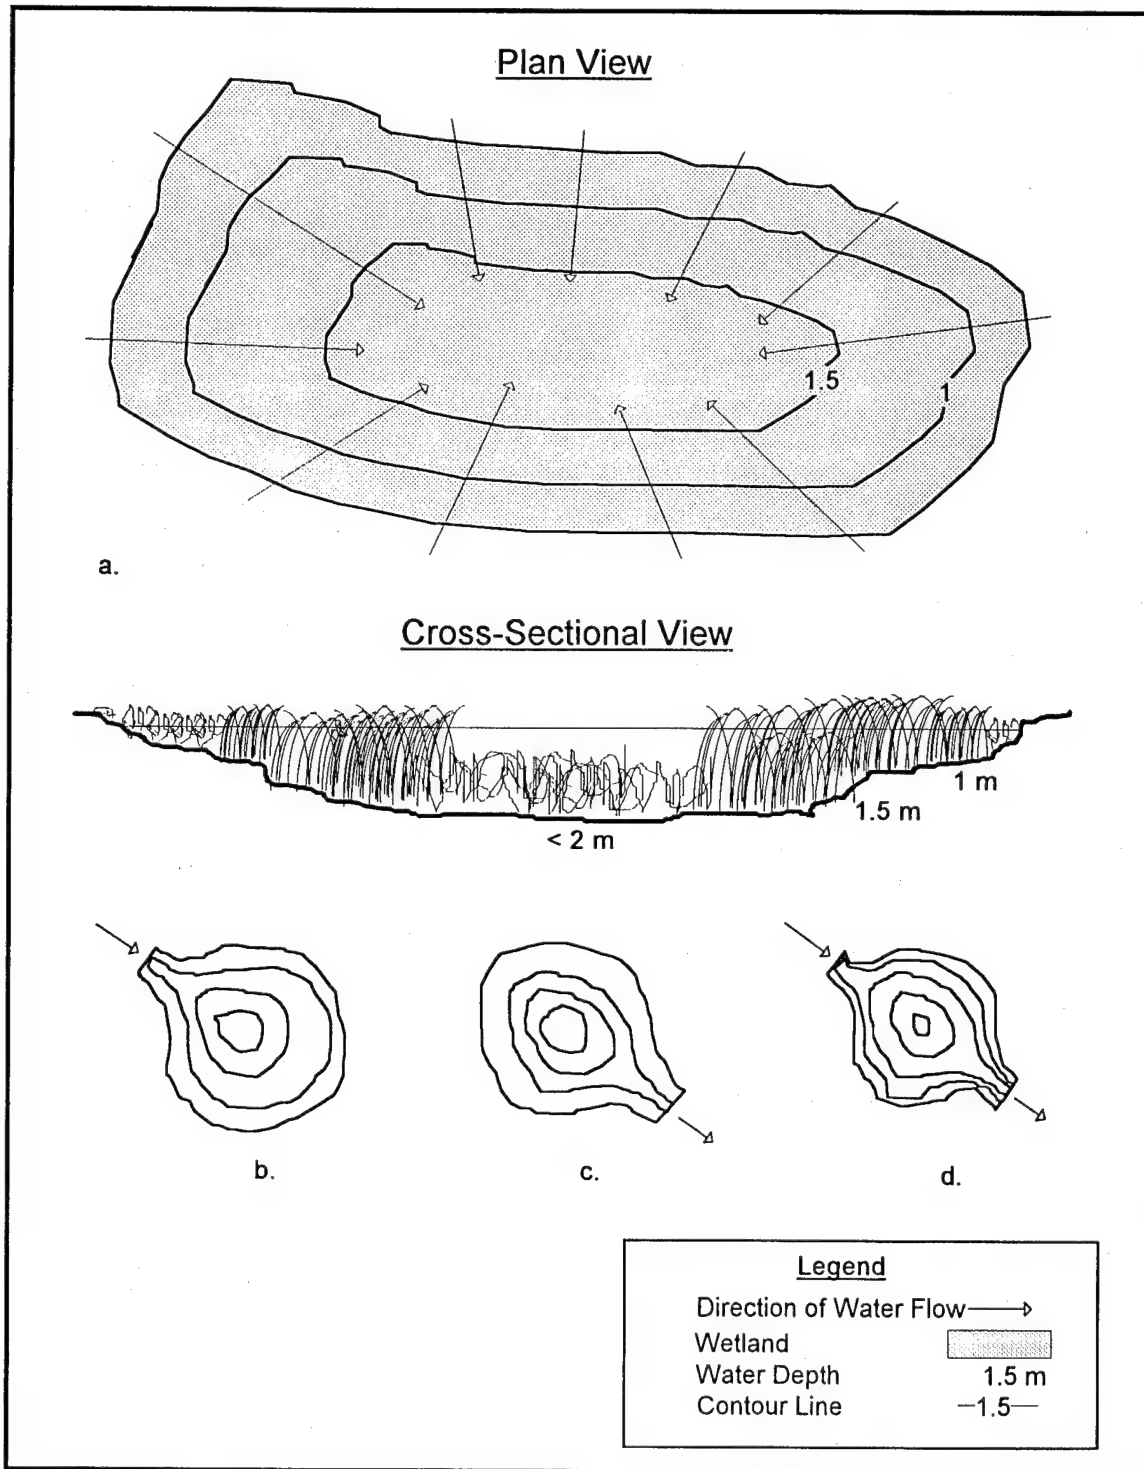 Plan View
1.5
1
a.
Cross-Sectional View
1 m
1.5 m
< 2 m
b.
c.
d.
Legend
Direction of Water Flow
Wetland
Water Depth 1.5 m
Contour Line 1.5